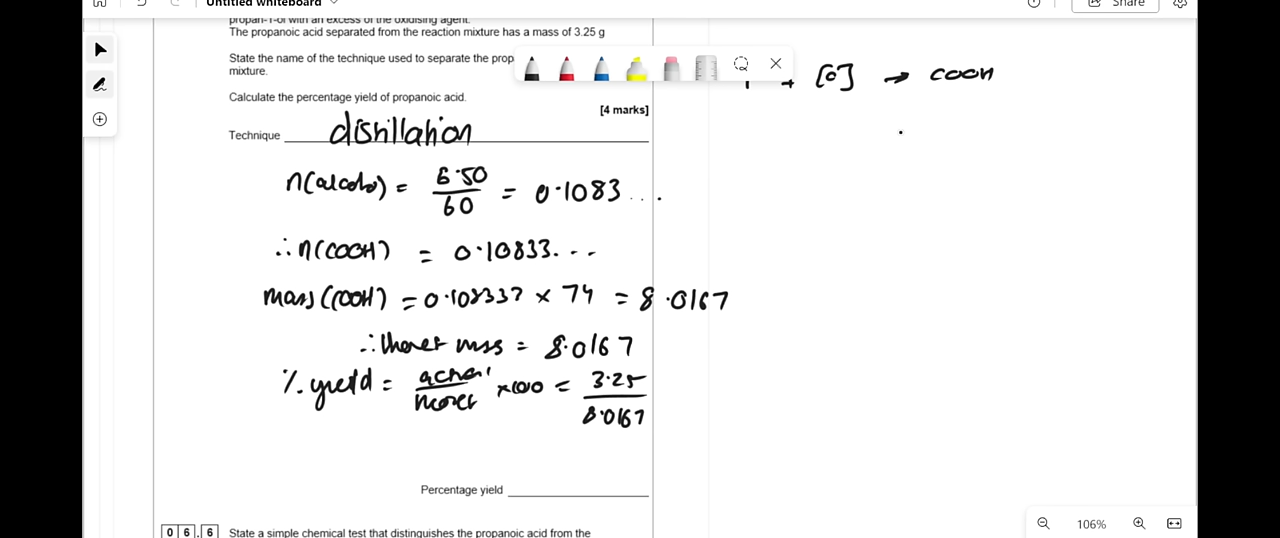 Untitled whiteboard
Share
propan-1-ol with an excess of the oxidising agent.
The propanoic acid separated from the reaction mixture has a mass of 3.25 g
State the name of the technique used to separate the
mixture.
+ [O] → COOH
Calculate the percentage yield of propanoic acid.
[4 marks]
Technique distillation
n(alcohol) = 6.50/60 = 0.1083...
∴ n(COOH) = 0.10833...
mass(COOH) = 0.108333 × 74 = 8.0167
∴ theoret mass = 8.0167
% yield = actual/theoret ×100 = 3.25/8.0167
Percentage yield
06.6 State a simple chemical test that distinguishes the propanoic acid from the
106%